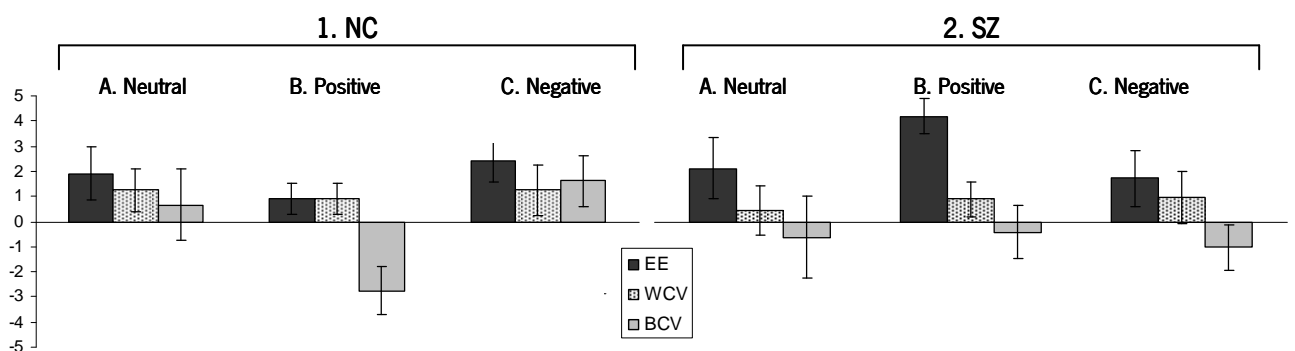 1. NC
2. SZ
A. Neutral
B. Positive
C. Negative
A. Neutral
B. Positive
C. Negative
5
4
3
2
1
0
-1
-2
-3
-4
-5
EE
WCV
BCV